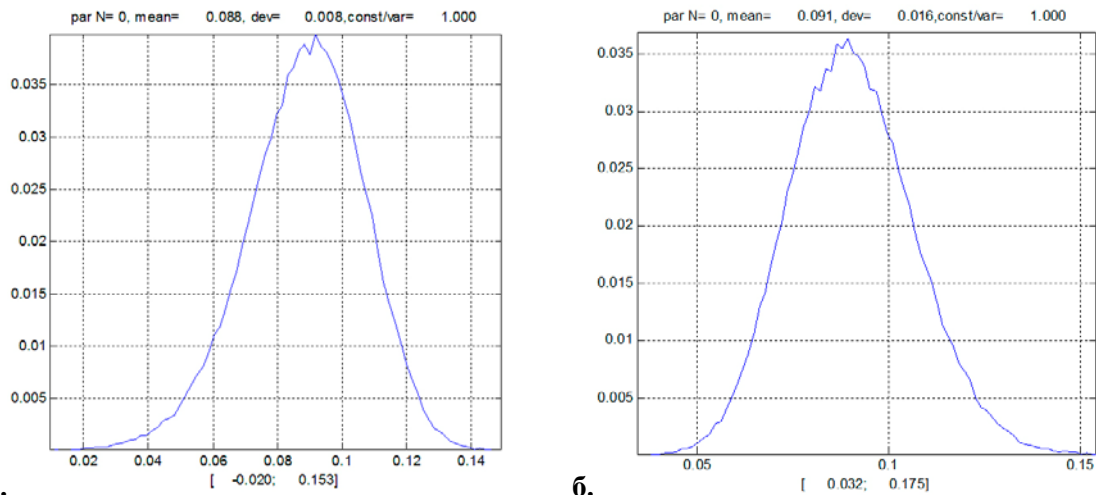 par N= 0, mean= 0.088, dev= 0.008,const/var= 1.000
0.035
0.03
0.025
0.02
0.015
0.01
0.005
0.02 0.04 0.06 0.08 0.1 0.12 0.14
[ -0.020; 0.153]
.
par N= 0, mean= 0.091, dev= 0.016,const/var= 1.000
0.035
0.03
0.025
0.02
0.015
0.01
0.005
0.05 0.1 0.15
[ 0.032; 0.175]
б.